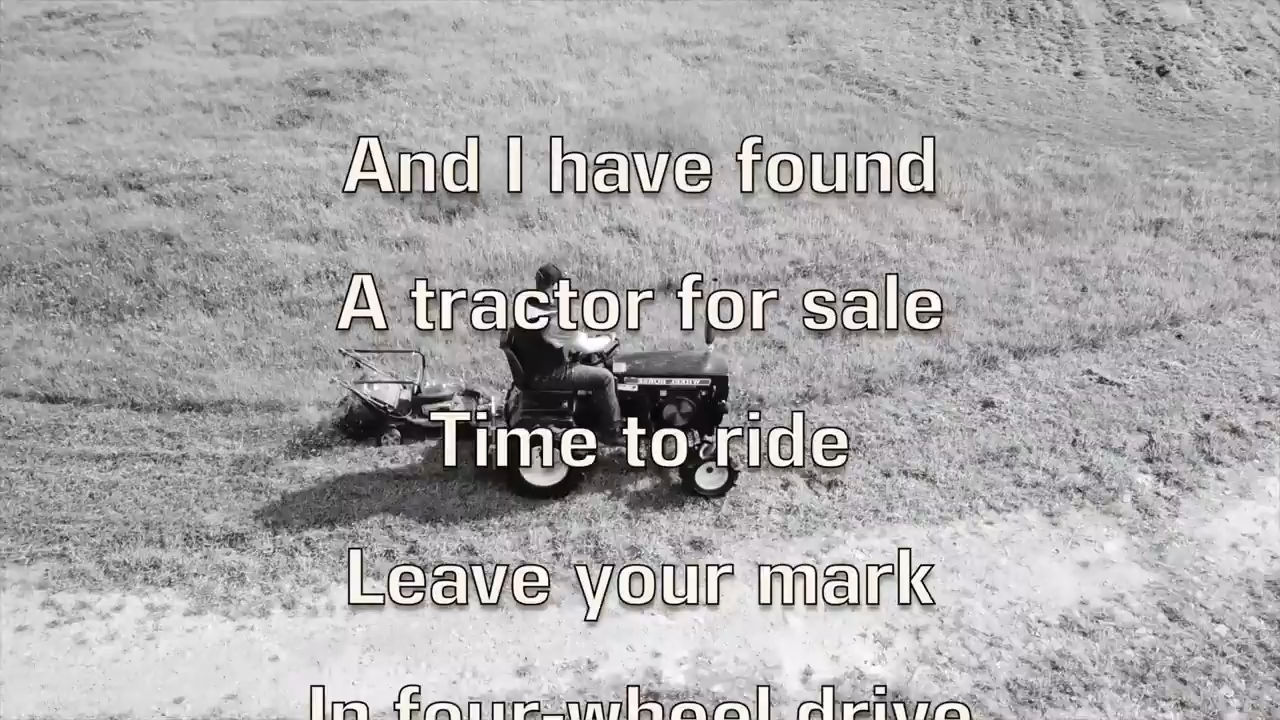 And I have found
A tractor for sale
Time to ride
Leave your mark
In four-wheel drive